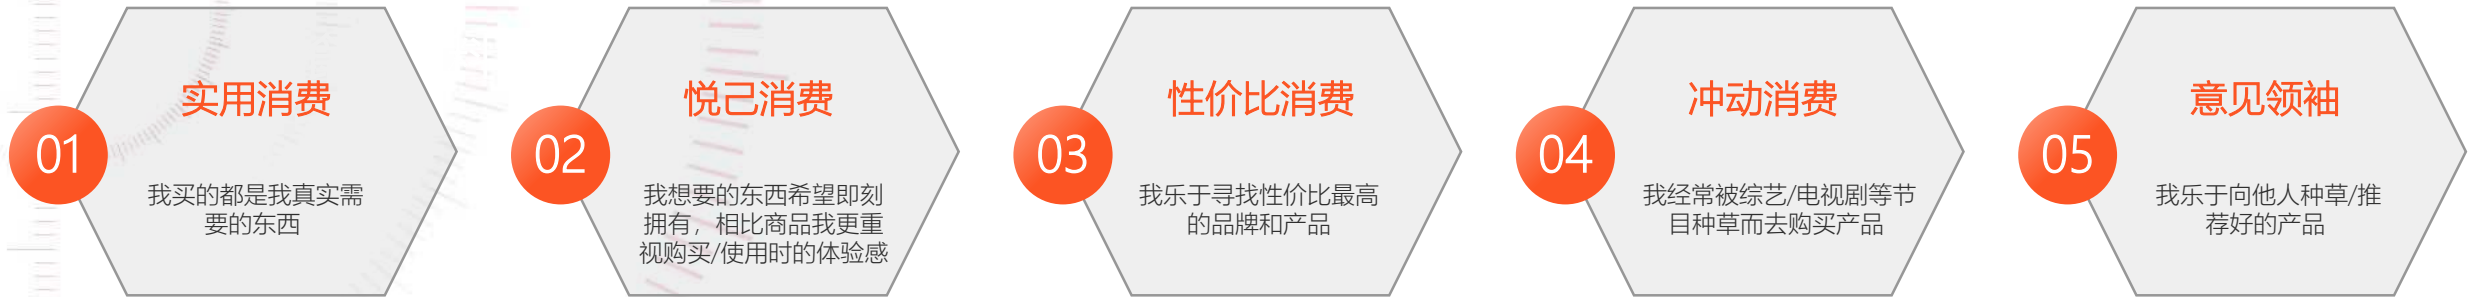 01
实用消费
我买的都是我真实需
要的东西
02
悦己消费
我想要的东西希望即刻
拥有，相比商品我更重
视购买/使用时的体验感
03
性价比消费
我乐于寻找性价比最高
的品牌和产品
04
冲动消费
我经常被综艺/电视剧等节
目种草而去购买产品
05
意见领袖
我乐于向他人种草/推
荐好的产品